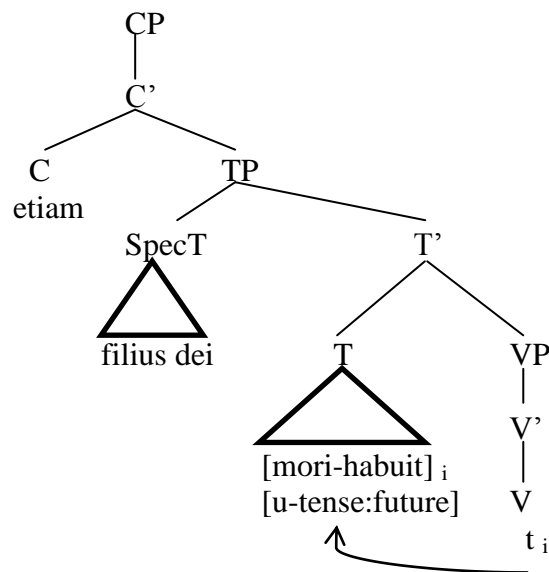 CP
C’
C TP
etiam
SpecT T’
filius dei T VP
[mori-habuit] i V’
[u-tense:future] V
t i